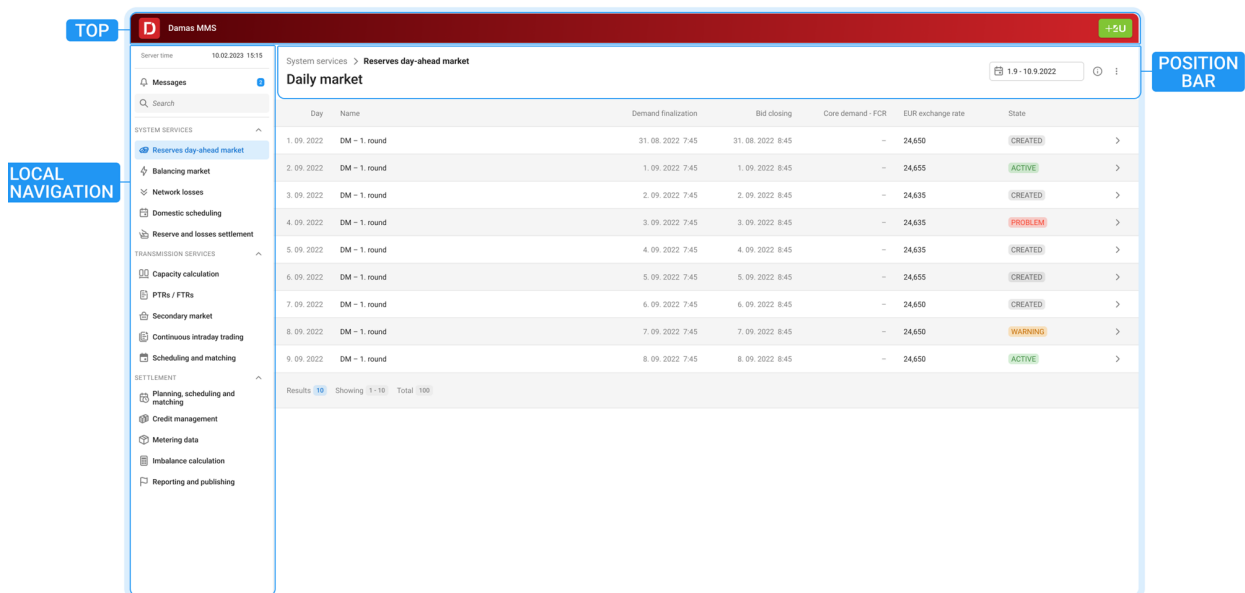 TOP
Damas MMS
+5U
Server time 10.02.2023 15:15
Messages
Search
SYSTEM SERVICES
Reserves day-ahead market
Balancing market
Network losses
Domestic scheduling
Reserve and losses settlement
TRANSMISSION SERVICES
Capacity calculation
PTRs / FTRs
Secondary market
Continuous intraday trading
Scheduling and matching
SETTLEMENT
Planning, scheduling and
matching
Credit management
Metering data
Imbalance calculation
Reporting and publishing
LOCAL
NAVIGATION
System services > Reserves day-ahead market
Daily market
1.9 - 10.9.2022
POSITION
BAR
Day Name Demand finalization Bid closing Core demand - FCR EUR exchange rate State
1. 09. 2022 DM – 1. round 31. 08. 2022 7:45 31. 08. 2022 8:45 – 24,650 CREATED
2. 09. 2022 DM – 1. round 1. 09. 2022 7:45 1. 09. 2022 8:45 – 24,655 ACTIVE
3. 09. 2022 DM – 1. round 2. 09. 2022 7:45 2. 09. 2022 8:45 – 24,635 CREATED
4. 09. 2022 DM – 1. round 3. 09. 2022 7:45 3. 09. 2022 8:45 – 24,635 PROBLEM
5. 09. 2022 DM – 1. round 4. 09. 2022 7:45 4. 09. 2022 8:45 – 24,635 CREATED
6. 09. 2022 DM – 1. round 5. 09. 2022 7:45 5. 09. 2022 8:45 – 24,655 CREATED
7. 09. 2022 DM – 1. round 6. 09. 2022 7:45 6. 09. 2022 8:45 – 24,650 CREATED
8. 09. 2022 DM – 1. round 7. 09. 2022 7:45 7. 09. 2022 8:45 – 24,650 WARNING
9. 09. 2022 DM – 1. round 8. 09. 2022 7:45 8. 09. 2022 8:45 – 24,650 ACTIVE
Results 10 Showing 1 - 10 Total 100